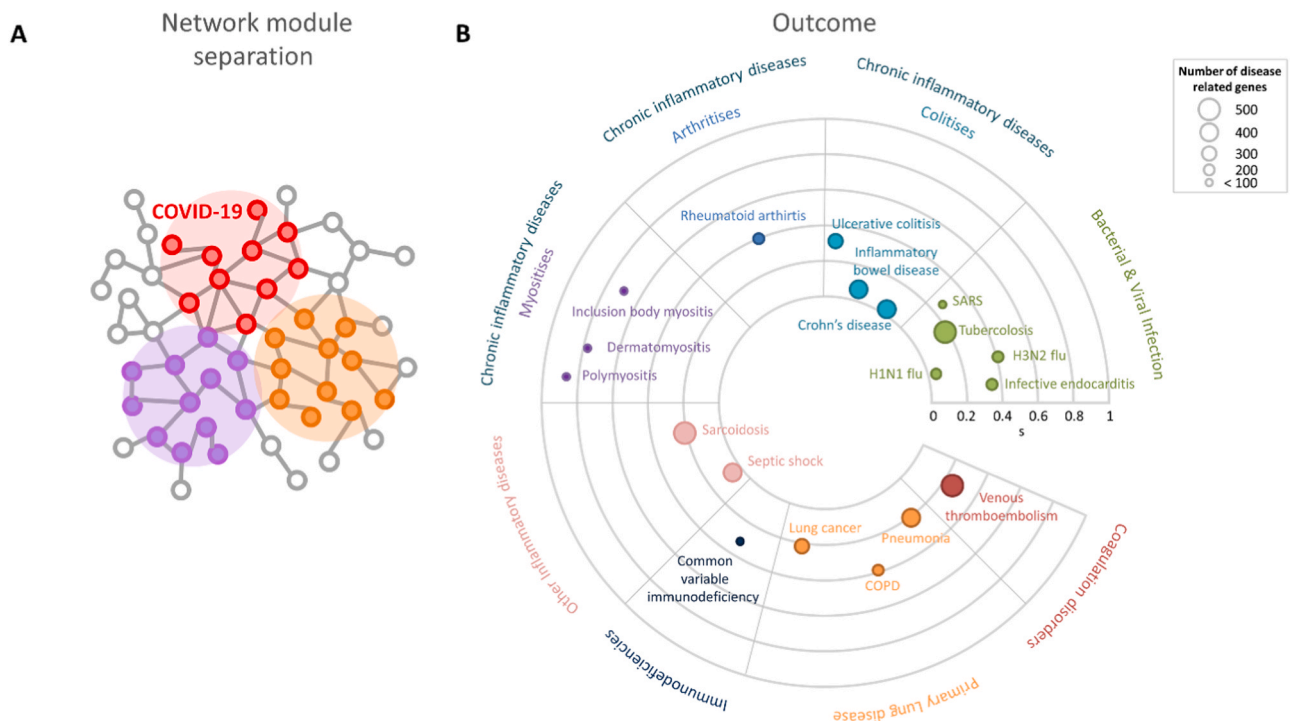 A
Network module
separation
COVID-19
B
Outcome
Number of disease
related genes
500
400
300
200
< 100
Chronic inflammatory diseases
Arthritises
Chronic inflammatory diseases
Colitises
Chronic inflammatory diseases
Myositises
Bacterial & Viral Infection
Rheumatoid arthirtis
Ulcerative colitisis
Inflammatory
bowel disease
Crohn's disease
Inclusion body myositis
Dermatomyositis
Polymyositis
SARS
Tubercolosis
H3N2 flu
H1N1 flu
Infective endocarditis
0 0.2 0.4 0.6 0.8 1
s
Sarcoidosis
Septic shock
Other Inflammatory diseases
Common
variable
immunodeficiency
Immunodeficiencies
Lung cancer
Pneumonia
COPD
Primary Lung disease
Venous
thromboembolism
Coagulation disorders